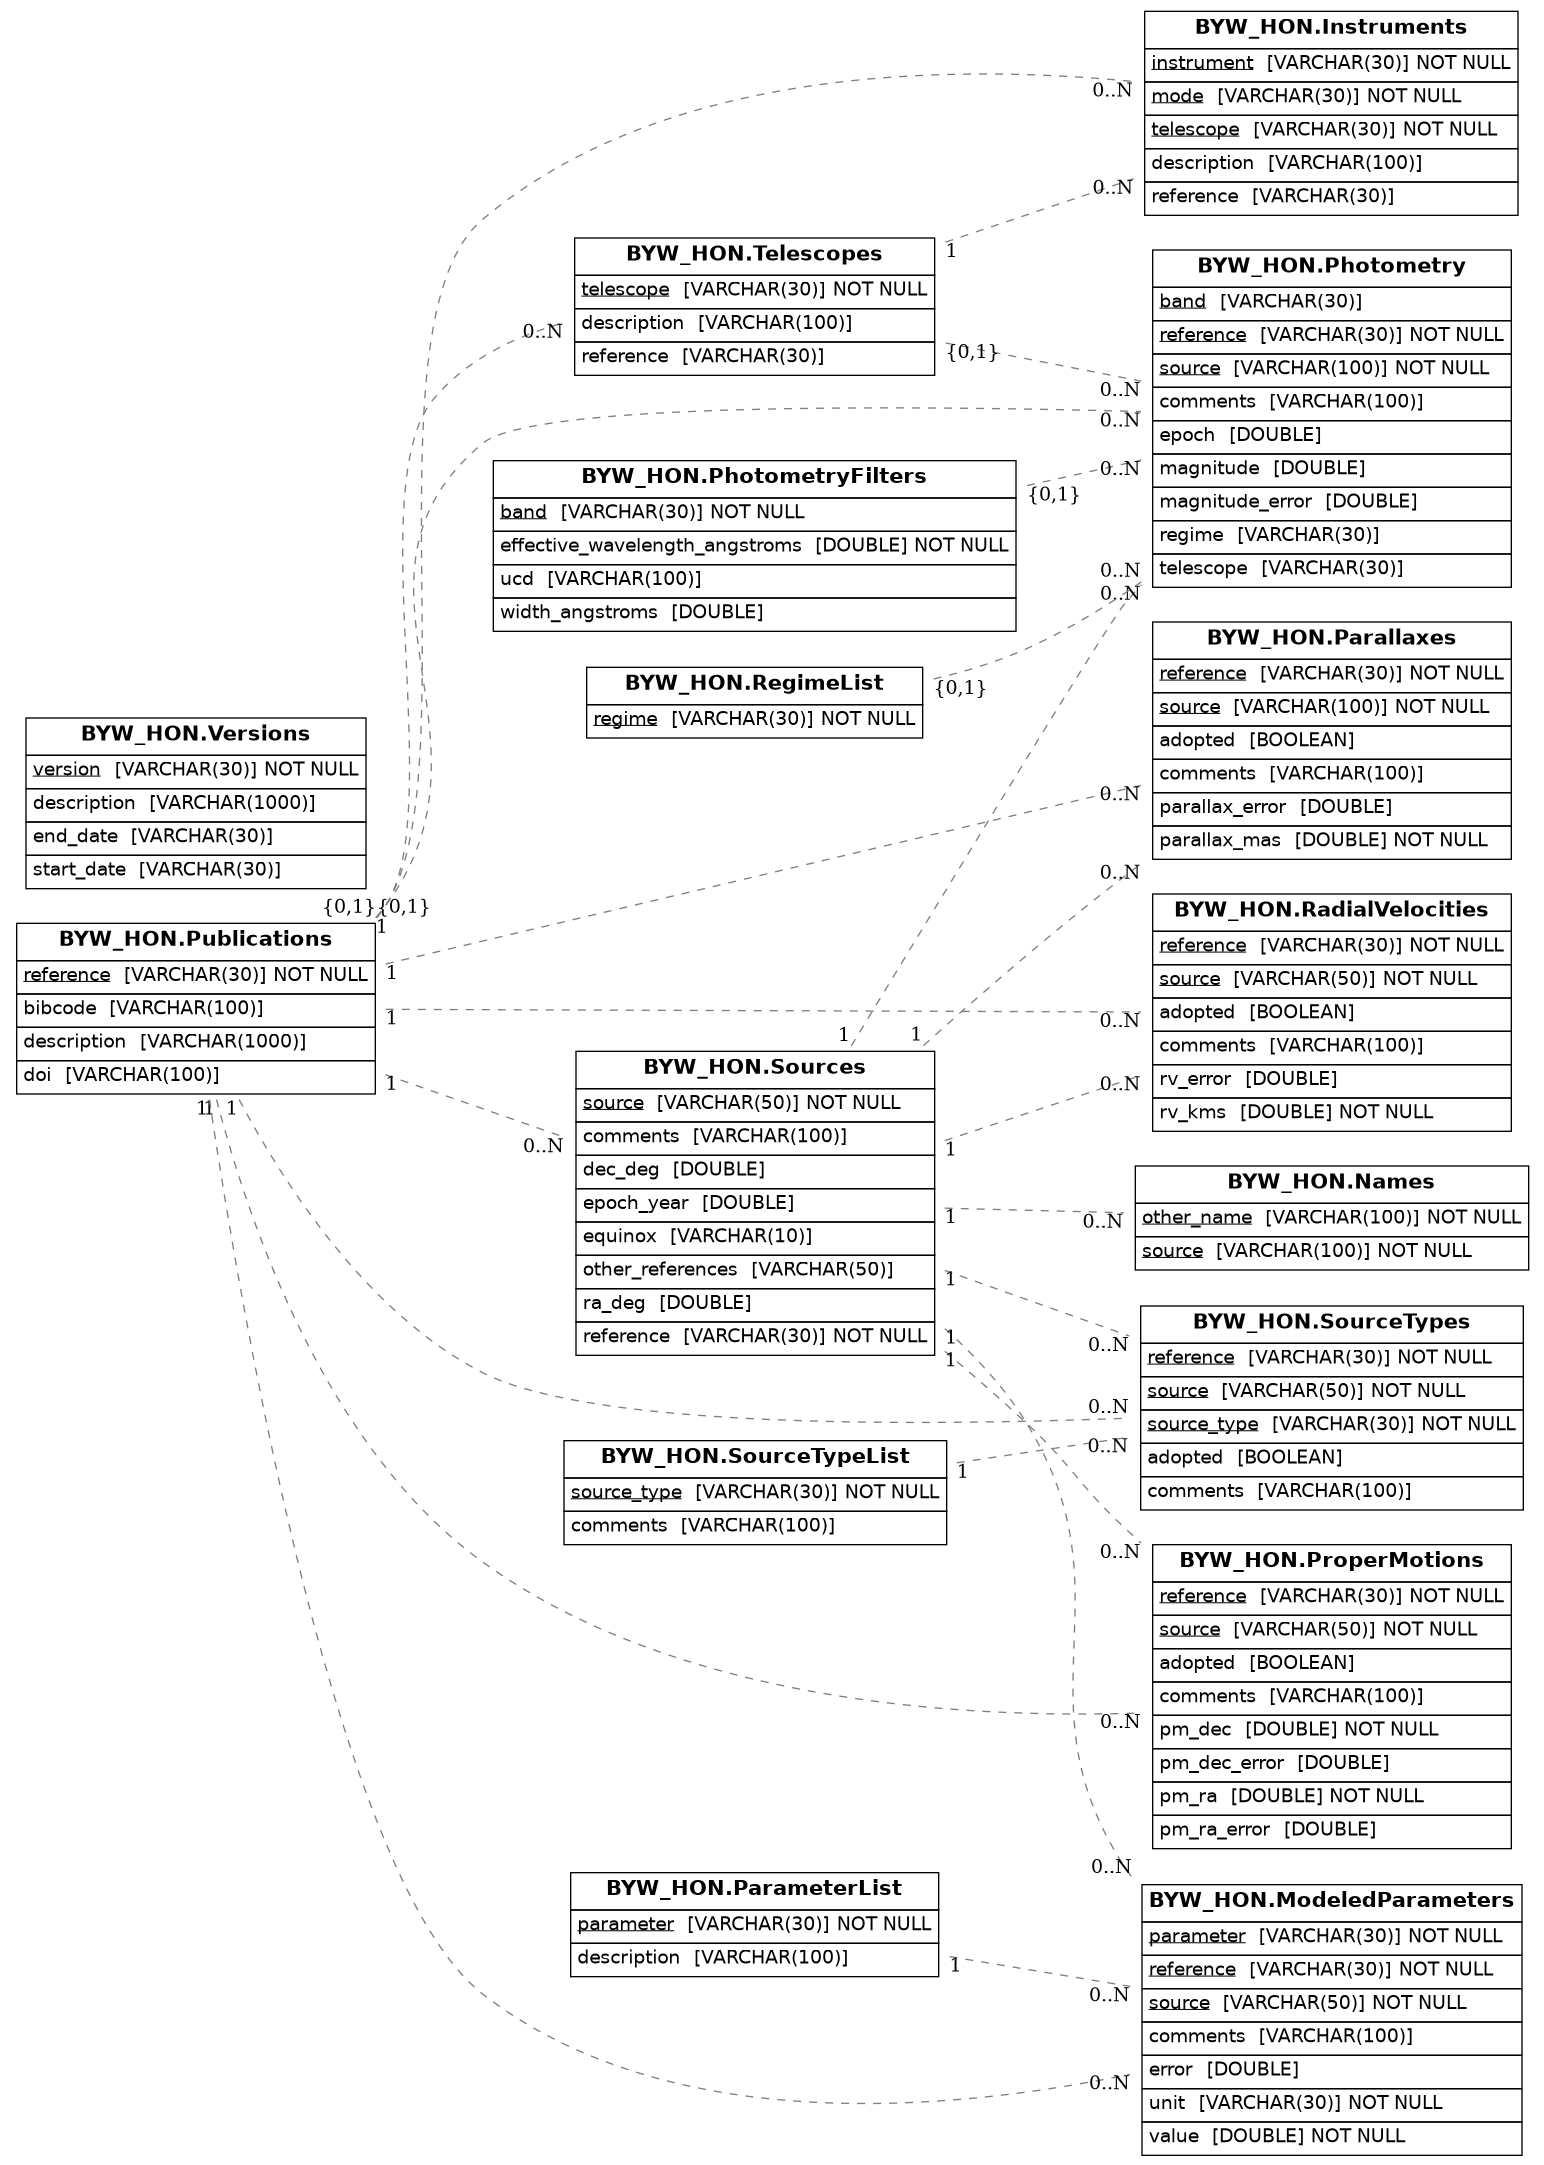 BYW_HON.Instruments
instrument [VARCHAR(30)] NOT NULL
mode [VARCHAR(30)] NOT NULL
telescope [VARCHAR(30)] NOT NULL
description [VARCHAR(100)]
reference [VARCHAR(30)]
0..N
0..N
BYW_HON.Telescopes
telescope [VARCHAR(30)] NOT NULL
description [VARCHAR(100)]
reference [VARCHAR(30)]
1
0..N
{0,1}
BYW_HON.Photometry
band [VARCHAR(30)]
reference [VARCHAR(30)] NOT NULL
source [VARCHAR(100)] NOT NULL
comments [VARCHAR(100)]
epoch [DOUBLE]
magnitude [DOUBLE]
magnitude_error [DOUBLE]
regime [VARCHAR(30)]
telescope [VARCHAR(30)]
0..N
0..N
0..N
0..N
0..N
BYW_HON.PhotometryFilters
band [VARCHAR(30)] NOT NULL
effective_wavelength_angstroms [DOUBLE] NOT NULL
ucd [VARCHAR(100)]
width_angstroms [DOUBLE]
{0,1}
BYW_HON.RegimeList
regime [VARCHAR(30)] NOT NULL
{0,1}
BYW_HON.Parallaxes
reference [VARCHAR(30)] NOT NULL
source [VARCHAR(100)] NOT NULL
adopted [BOOLEAN]
comments [VARCHAR(100)]
parallax_error [DOUBLE]
parallax_mas [DOUBLE] NOT NULL
0..N
0..N
BYW_HON.Versions
version [VARCHAR(30)] NOT NULL
description [VARCHAR(1000)]
end_date [VARCHAR(30)]
start_date [VARCHAR(30)]
{0,1}{0,1}
1
BYW_HON.Publications
reference [VARCHAR(30)] NOT NULL
bibcode [VARCHAR(100)]
description [VARCHAR(1000)]
doi [VARCHAR(100)]
1
1
1
1
1
1
BYW_HON.RadialVelocities
reference [VARCHAR(30)] NOT NULL
source [VARCHAR(50)] NOT NULL
adopted [BOOLEAN]
comments [VARCHAR(100)]
rv_error [DOUBLE]
rv_kms [DOUBLE] NOT NULL
0..N
0..N
1
1
BYW_HON.Sources
source [VARCHAR(50)] NOT NULL
comments [VARCHAR(100)]
dec_deg [DOUBLE]
epoch_year [DOUBLE]
equinox [VARCHAR(10)]
other_references [VARCHAR(50)]
ra_deg [DOUBLE]
reference [VARCHAR(30)] NOT NULL
0..N
1
1
1
1
1
BYW_HON.Names
other_name [VARCHAR(100)] NOT NULL
source [VARCHAR(100)] NOT NULL
0..N
BYW_HON.SourceTypes
reference [VARCHAR(30)] NOT NULL
source [VARCHAR(50)] NOT NULL
source_type [VARCHAR(30)] NOT NULL
adopted [BOOLEAN]
comments [VARCHAR(100)]
0..N
0..N
0..N
BYW_HON.SourceTypeList
source_type [VARCHAR(30)] NOT NULL
comments [VARCHAR(100)]
1
BYW_HON.ProperMotions
reference [VARCHAR(30)] NOT NULL
source [VARCHAR(50)] NOT NULL
adopted [BOOLEAN]
comments [VARCHAR(100)]
pm_dec [DOUBLE] NOT NULL
pm_dec_error [DOUBLE]
pm_ra [DOUBLE] NOT NULL
pm_ra_error [DOUBLE]
0..N
0..N
BYW_HON.ParameterList
parameter [VARCHAR(30)] NOT NULL
description [VARCHAR(100)]
1
BYW_HON.ModeledParameters
parameter [VARCHAR(30)] NOT NULL
reference [VARCHAR(30)] NOT NULL
source [VARCHAR(50)] NOT NULL
comments [VARCHAR(100)]
error [DOUBLE]
unit [VARCHAR(30)] NOT NULL
value [DOUBLE] NOT NULL
0..N
0..N
0..N